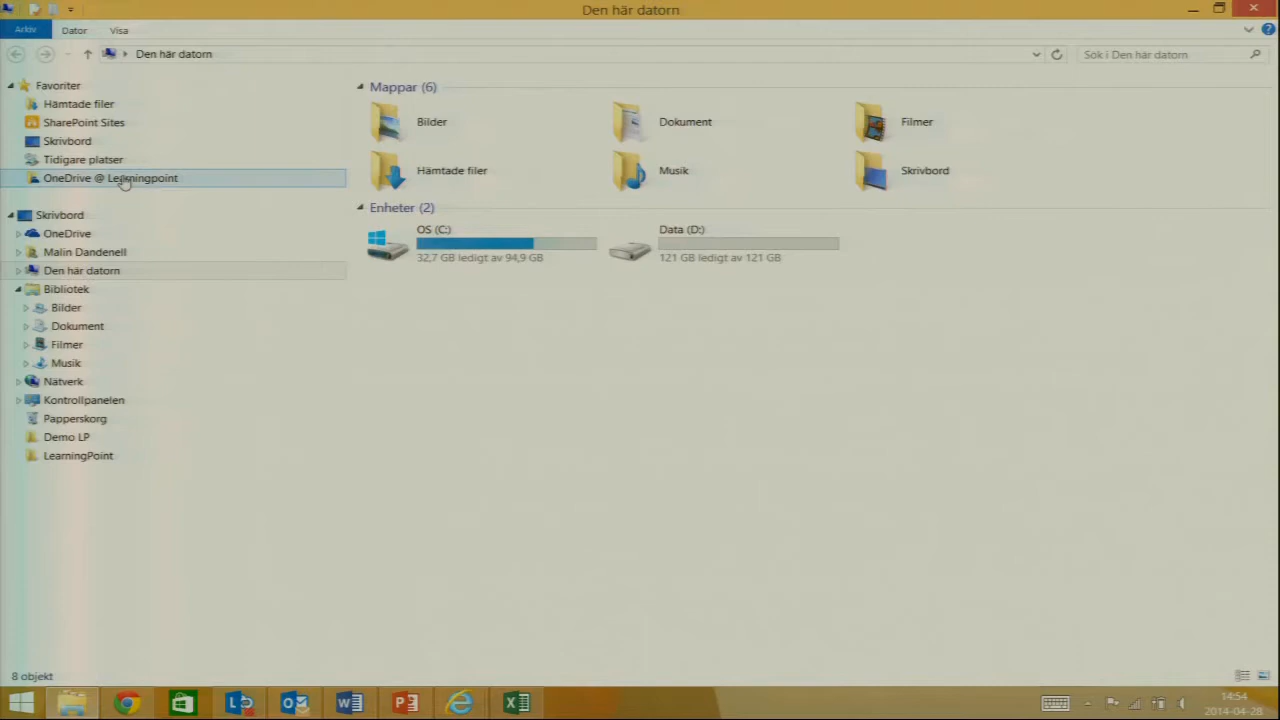 Den här datorn
Arkiv
Dator
Visa
Den här datorn
Sök i Den här datorn
Favoriter
Hämtade filer
SharePoint Sites
Skrivbord
Tidigare platser
OneDrive @ Learningpoint
Skrivbord
OneDrive
Malin Dandenell
Den här datorn
Bibliotek
Bilder
Dokument
Filmer
Musik
Nätverk
Kontrollpanelen
Papperskorg
Demo LP
LearningPoint
Mappar (6)
Bilder
Dokument
Filmer
Hämtade filer
Musik
Skrivbord
Enheter (2)
OS (C:)
32,7 GB ledigt av 94,9 GB
Data (D:)
121 GB ledigt av 121 GB
8 objekt
14:54
2014-04-28